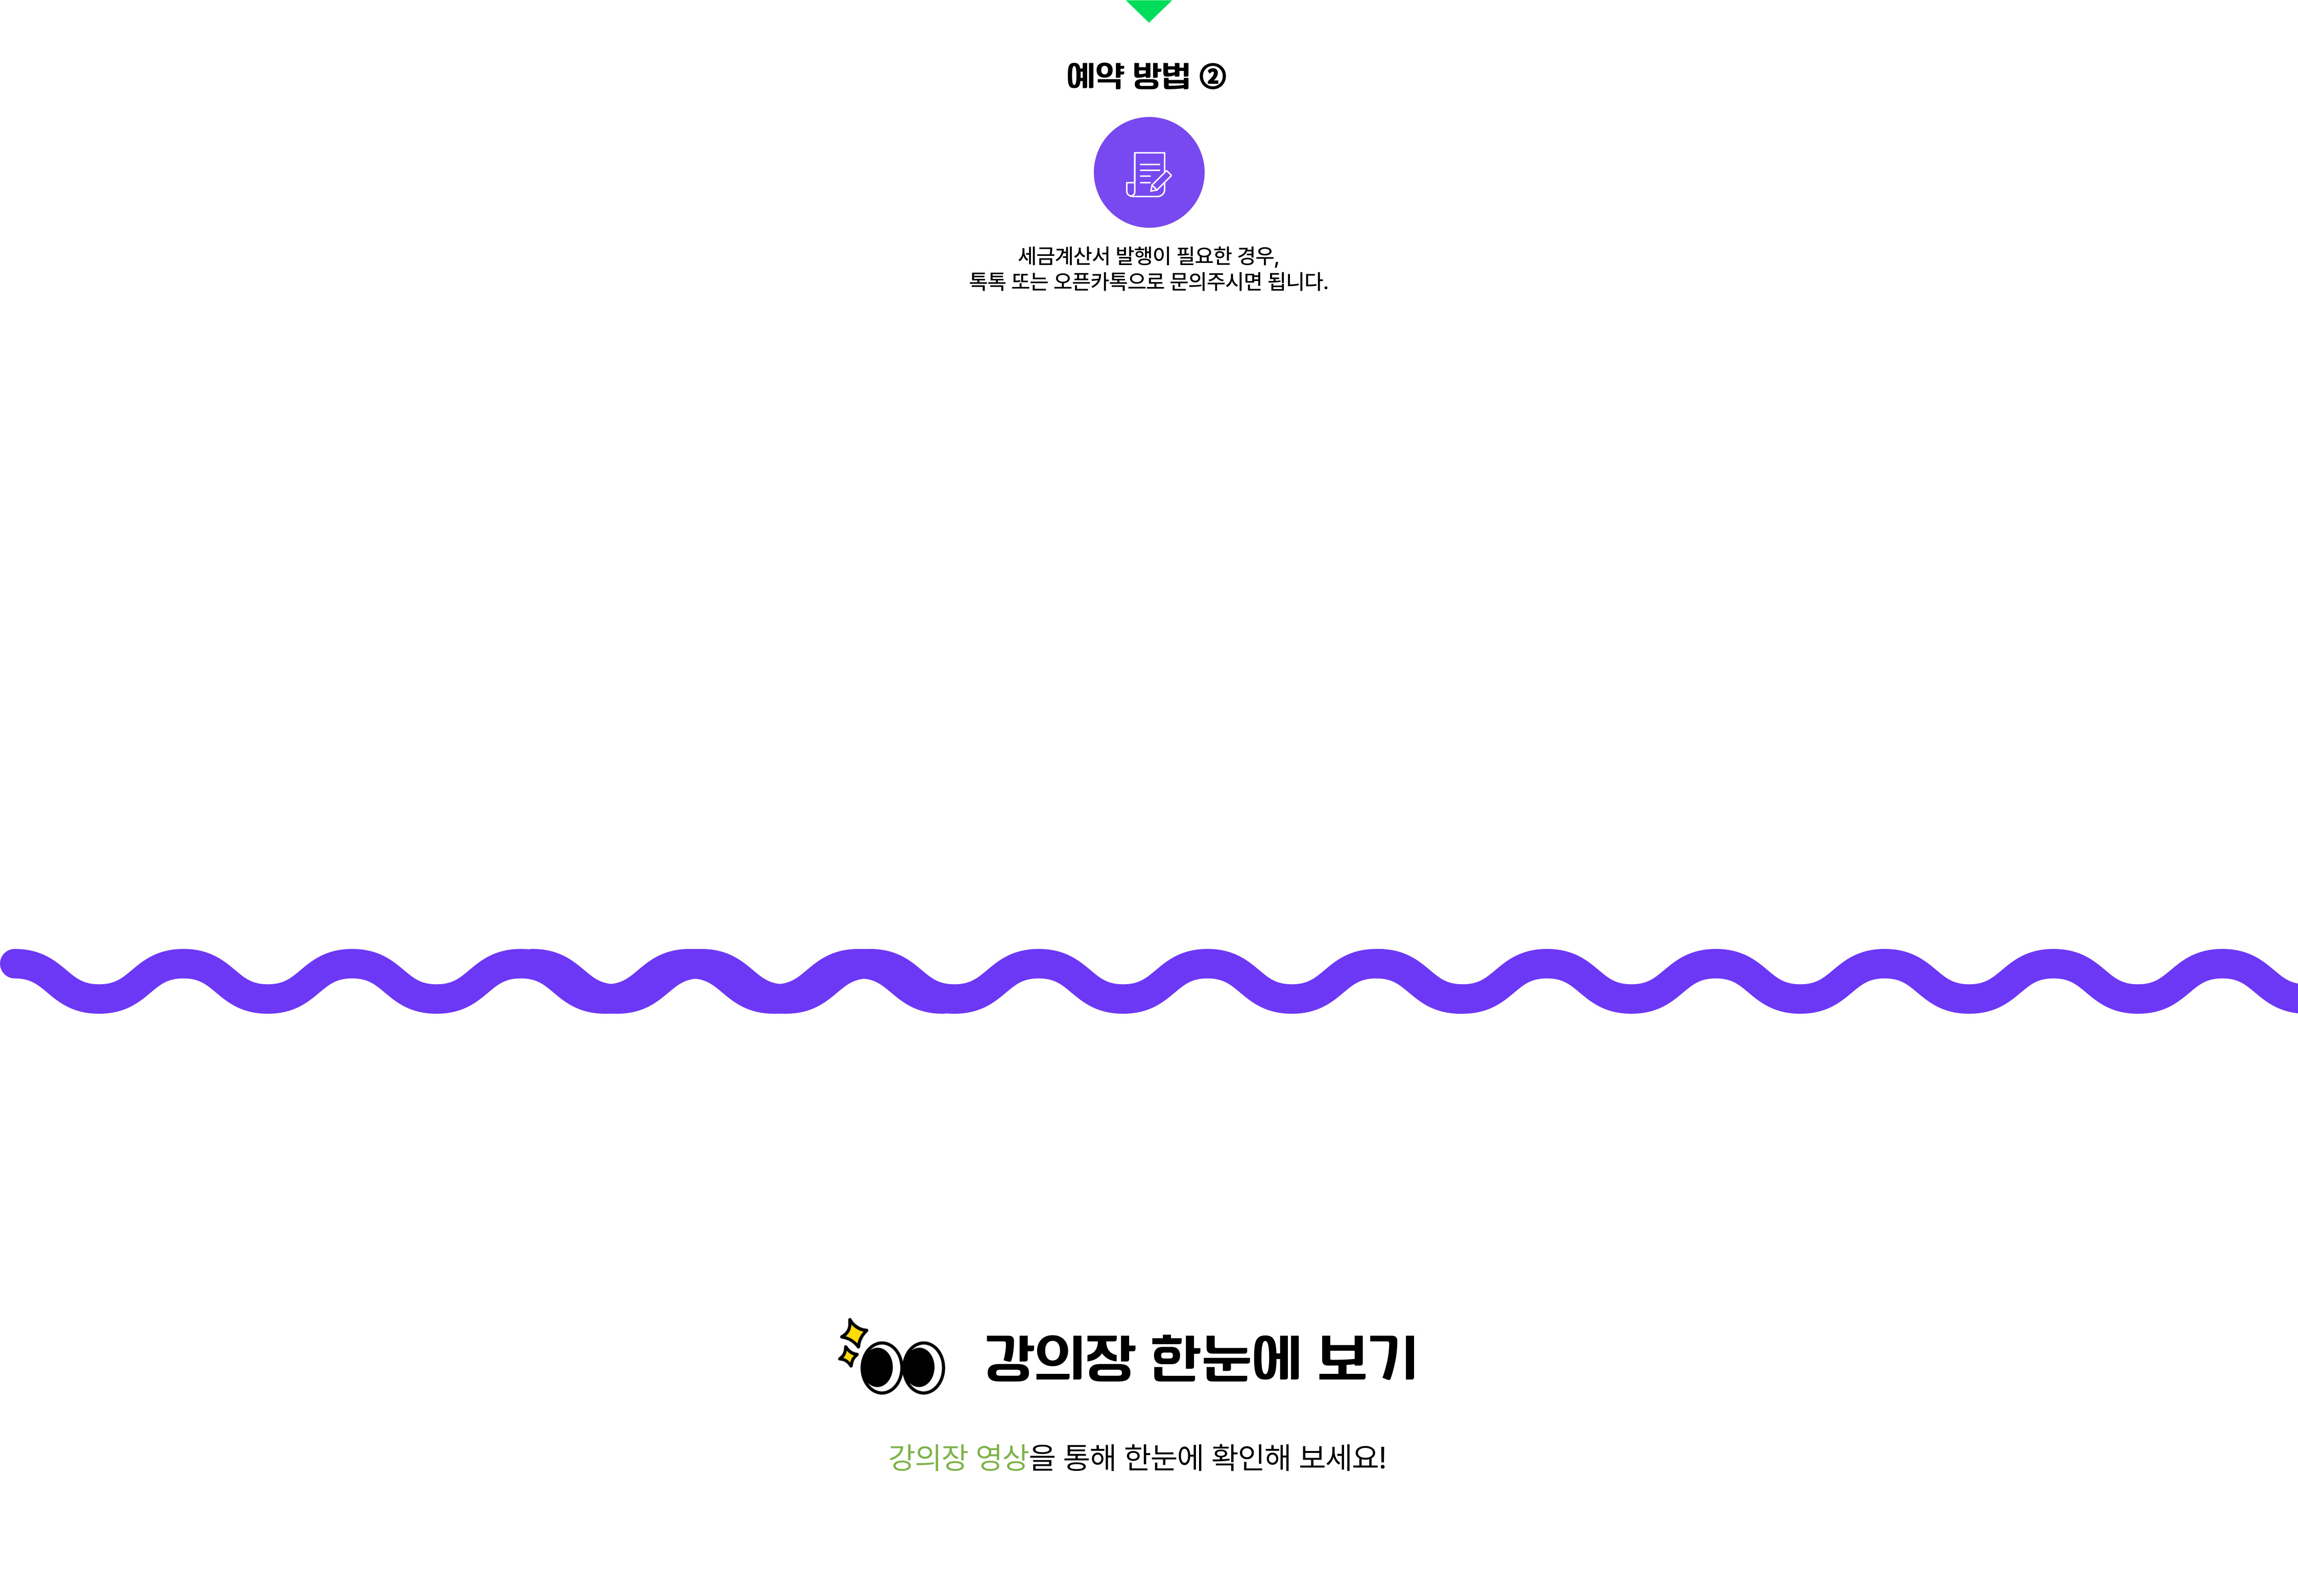 예약 방법 ②
세금계산서 발행이 필요한 경우,
톡톡 또는 오픈카톡으로 문의주시면 됩니다.
강의장 한눈에 보기
강의장 영상을 통해 한눈에 확인해 보세요!